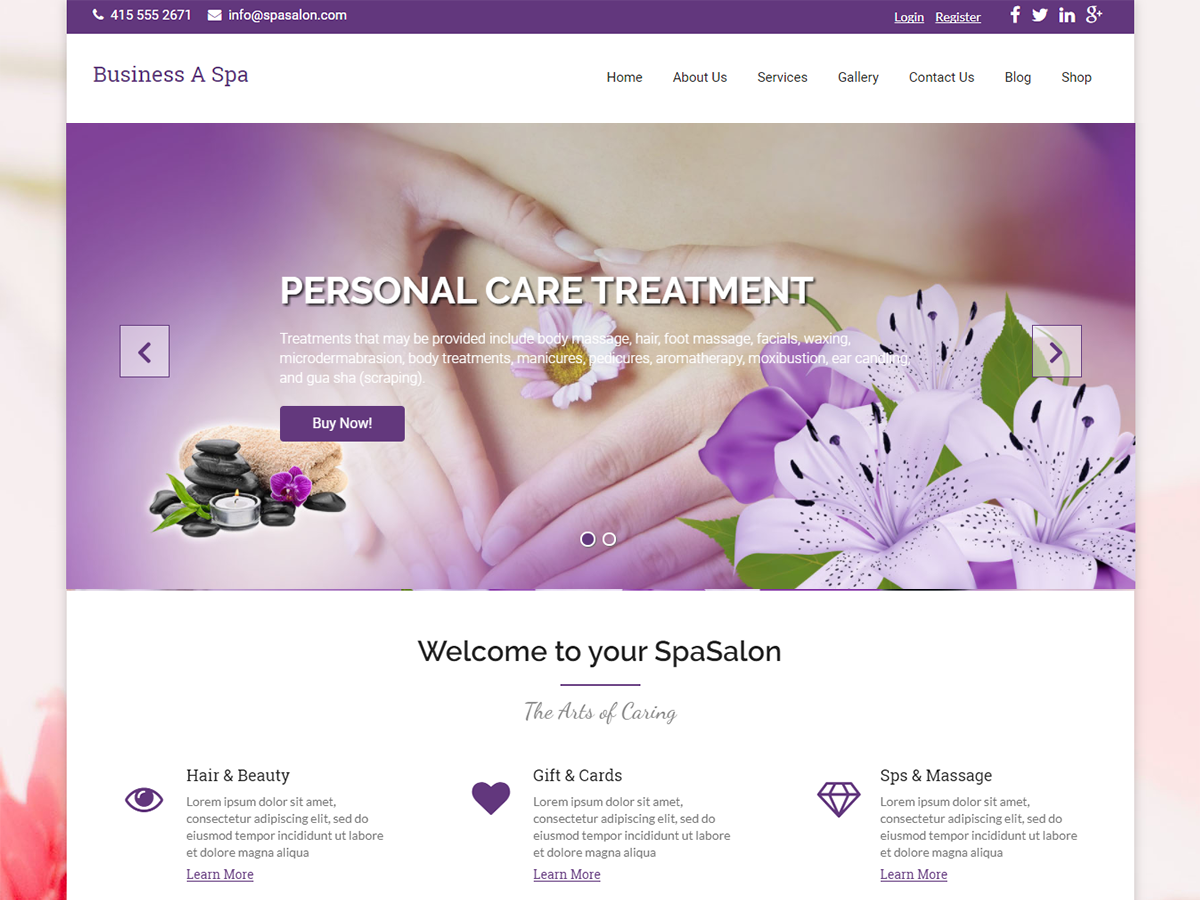 415 555 2671 info@spasalon.com Login Register
Business A Spa
Home About Us Services Gallery Contact Us Blog Shop
PERSONAL CARE TREATMENT
Treatments that may be provided include body massage, hair, foot massage, facials, waxing,
microdermabrasion, body treatments, manicures, pedicures, aromatherapy, moxibustion, ear candling,
and gua sha (scraping).
Buy Now!
Welcome to your SpaSalon
The Arts of Caring
Hair & Beauty
Lorem ipsum dolor sit amet,
consectetur adipiscing elit, sed do
eiusmod tempor incididunt ut labore
et dolore magna aliqua
Learn More
Gift & Cards
Lorem ipsum dolor sit amet,
consectetur adipiscing elit, sed do
eiusmod tempor incididunt ut labore
et dolore magna aliqua
Learn More
Sps & Massage
Lorem ipsum dolor sit amet,
consectetur adipiscing elit, sed do
eiusmod tempor incididunt ut labore
et dolore magna aliqua
Learn More